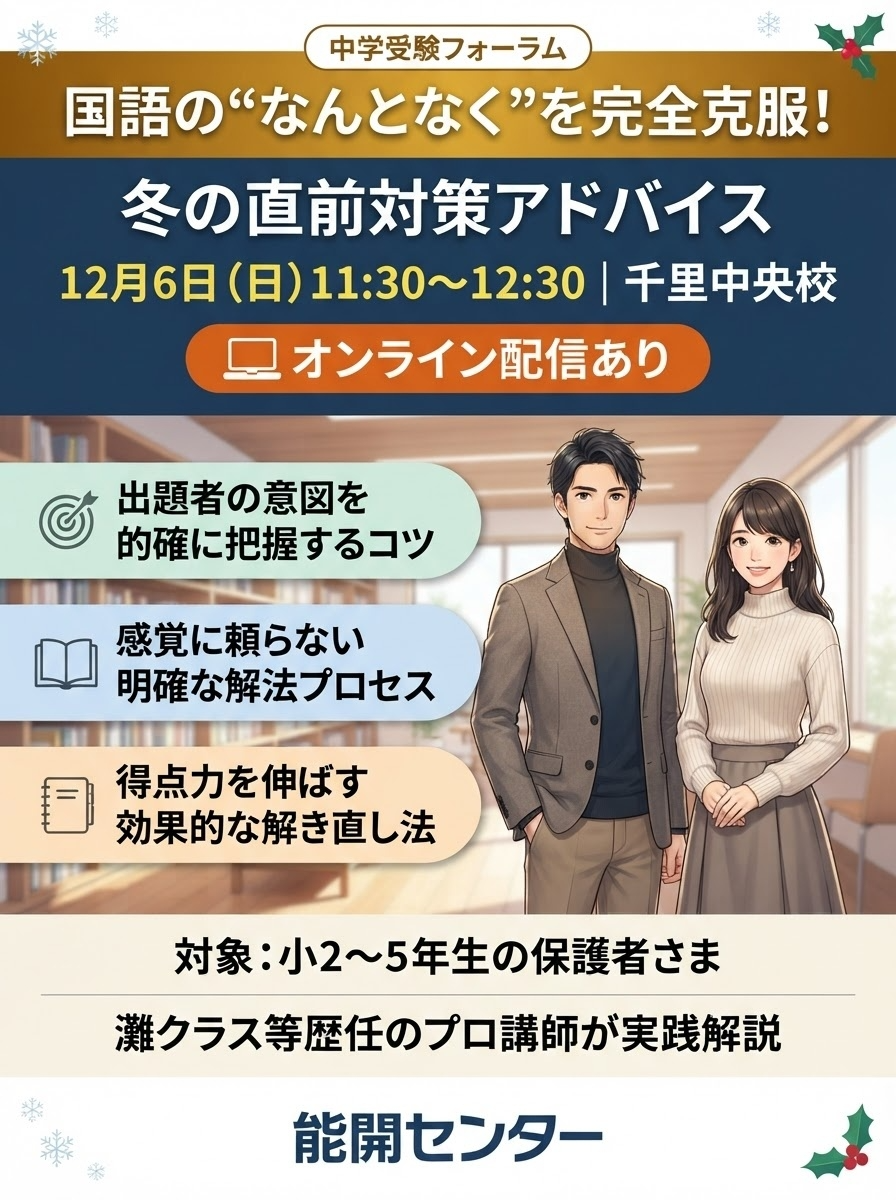 中学受験フォーラム
国語の“なんとなく”を完全克服！
冬の直前対策アドバイス
12月6日（日）11:30～12:30｜千里中央校
オンライン配信あり
出題者の意図を
的確に把握するコツ
感覚に頼らない
明確な解法プロセス
得点力を伸ばす
効果的な解き直し法
対象：小2～5年生の保護者さま
灘クラス等歴任のプロ講師が実践解説
能開センター